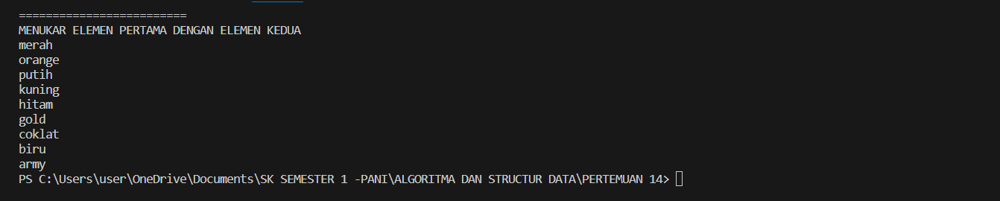 =========================
MENUKAR ELEMEN PERTAMA DENGAN ELEMEN KEDUA
merah
orange
putih
kuning
hitam
gold
coklat
biru
army
PS C:\Users\user\OneDrive\Documents\SK SEMESTER 1 -PANI\ALGORITMA DAN STRUCTUR DATA\PERTEMUAN 14>